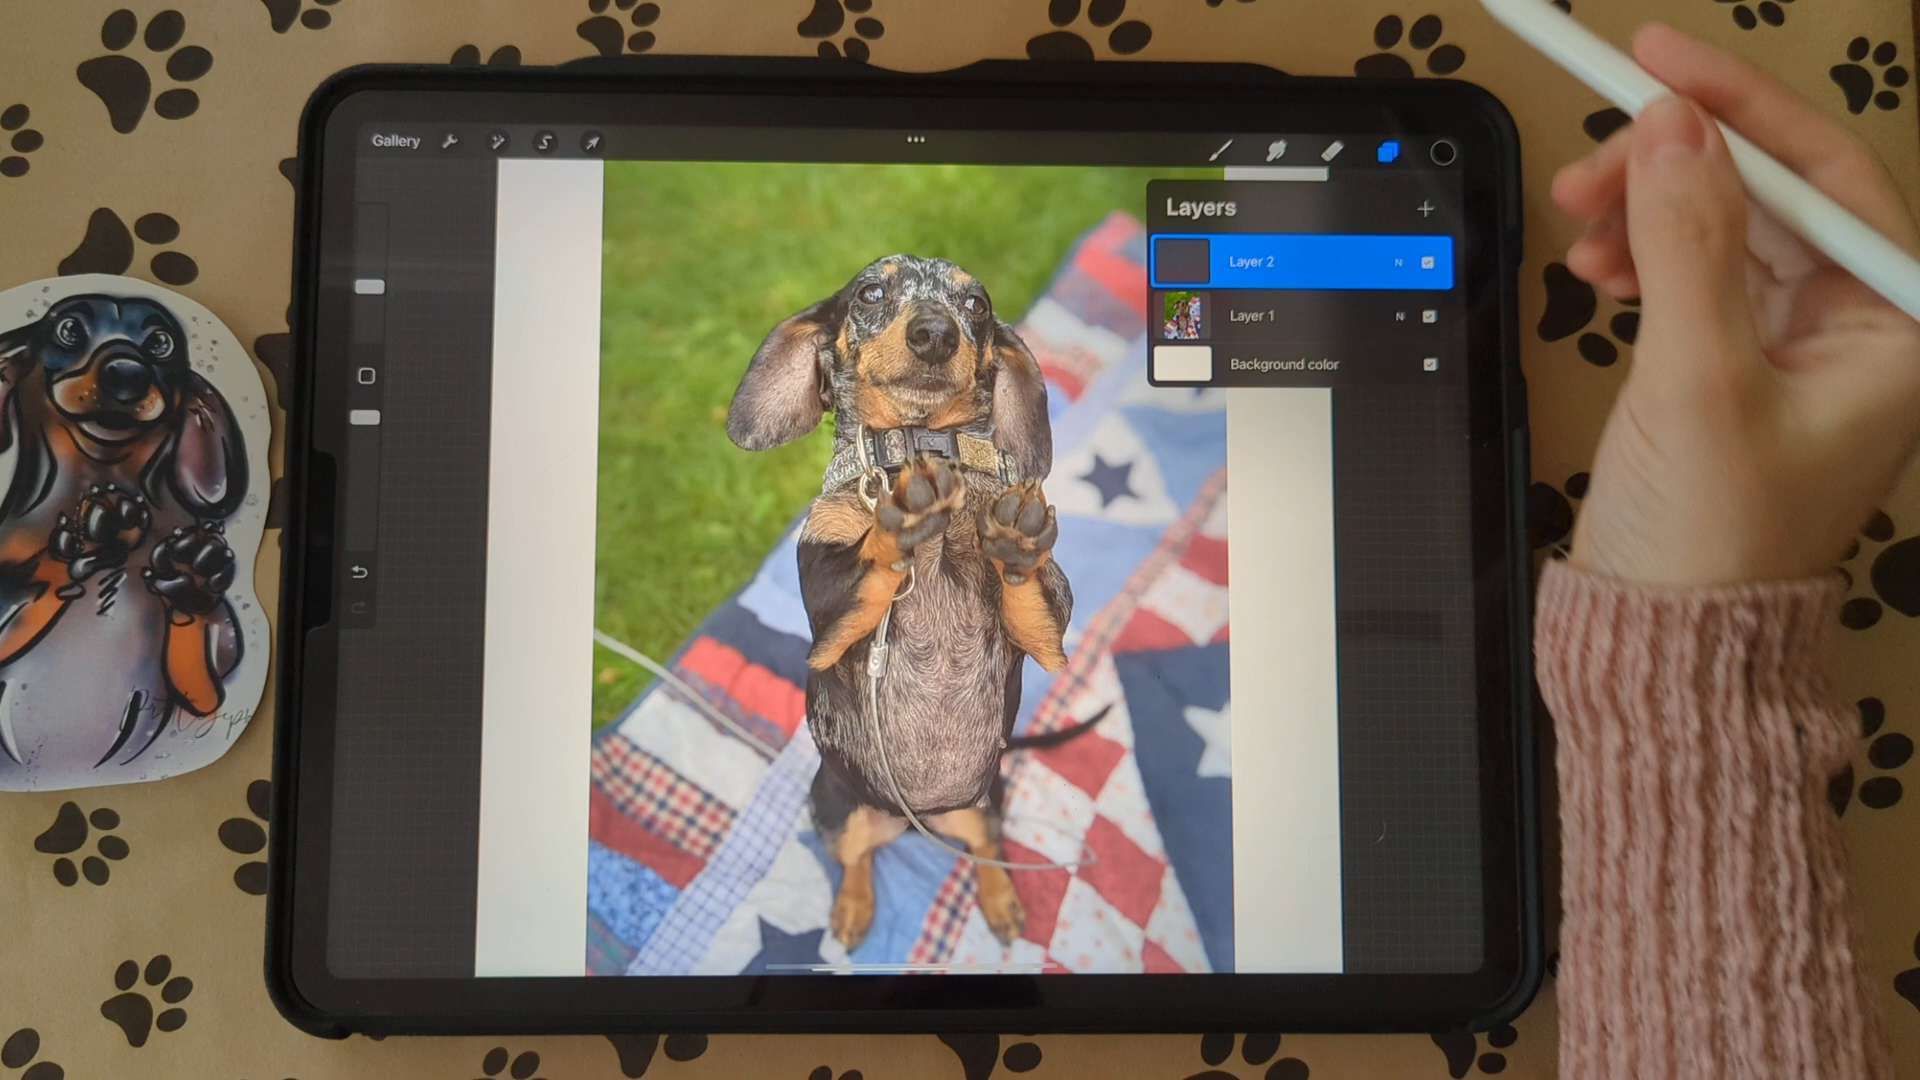 Gallery
Layers
Layer 2
N
Layer 1
N
Background color